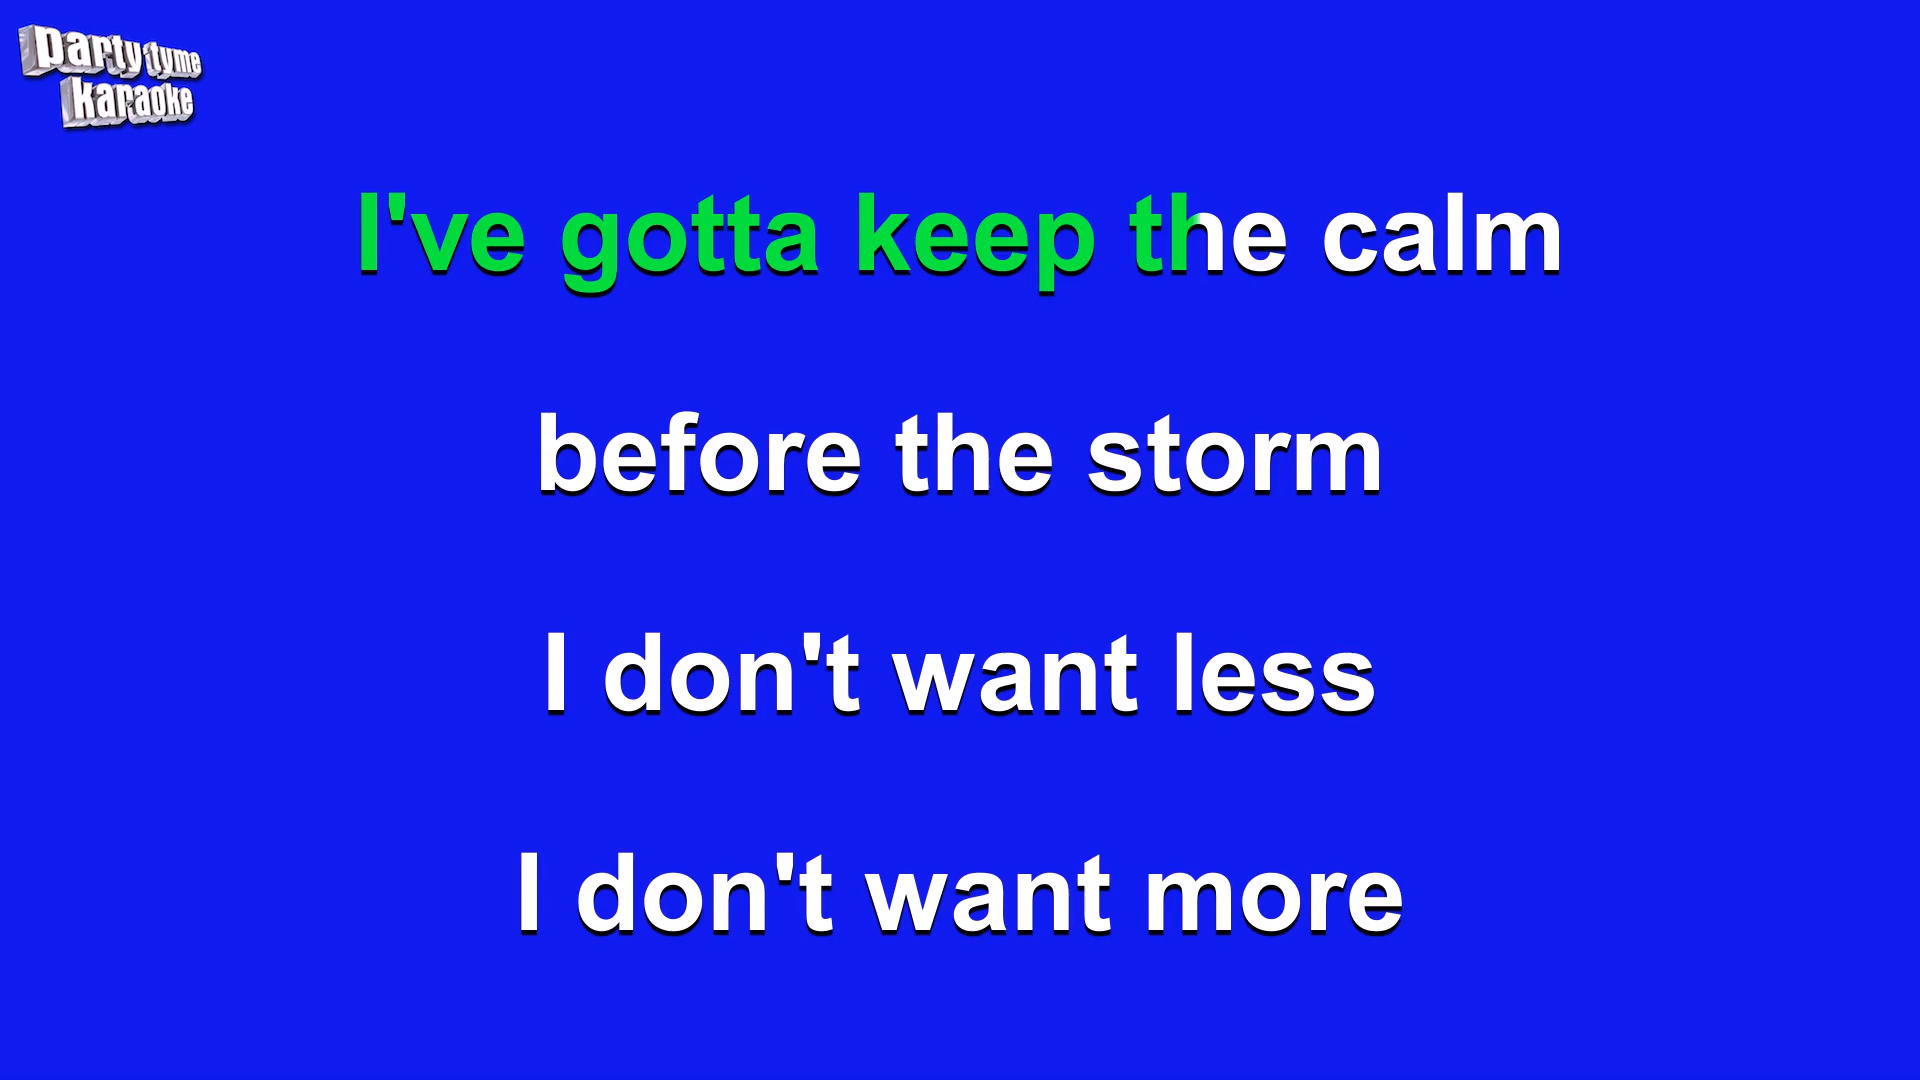 party tyme
karaoke
I've gotta keep the calm
before the storm
I don't want less
I don't want more